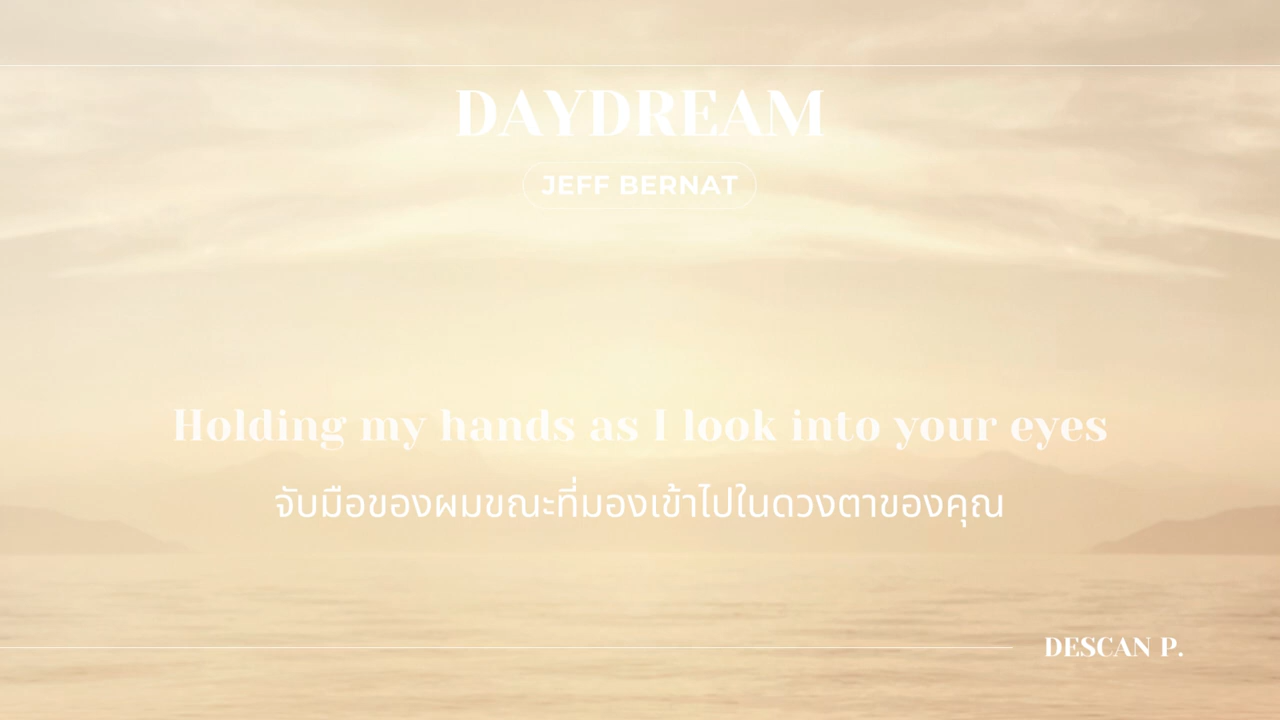 DAYDREAM
JEFF BERNAT
Holding my hands as I look into your eyes
จับมือของผมขณะที่มองเข้าไปในดวงตาของคุณ
DESCAN P.